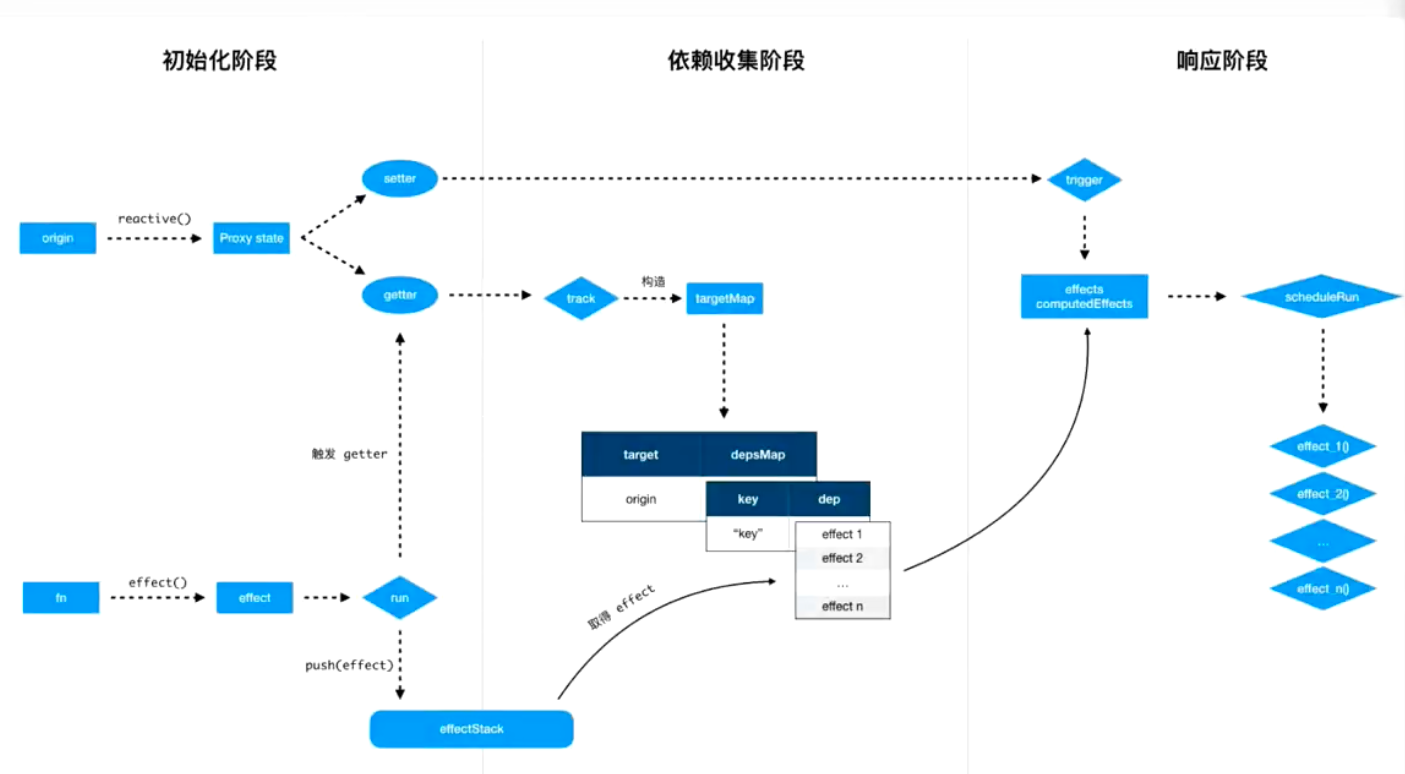 初始化阶段
依赖收集阶段
响应阶段
setter
trigger
reactive()
origin
Proxy state
getter
track
构造
targetMap
effects
computedEffects
scheduleRun
触发 getter
target
depsMap
origin
key
dep
"key"
effect 1
effect 2
...
effect n
effect_1()
effect_2()
...
effect_n()
fn
effect()
effect
run
取得 effect
push(effect)
effectStack